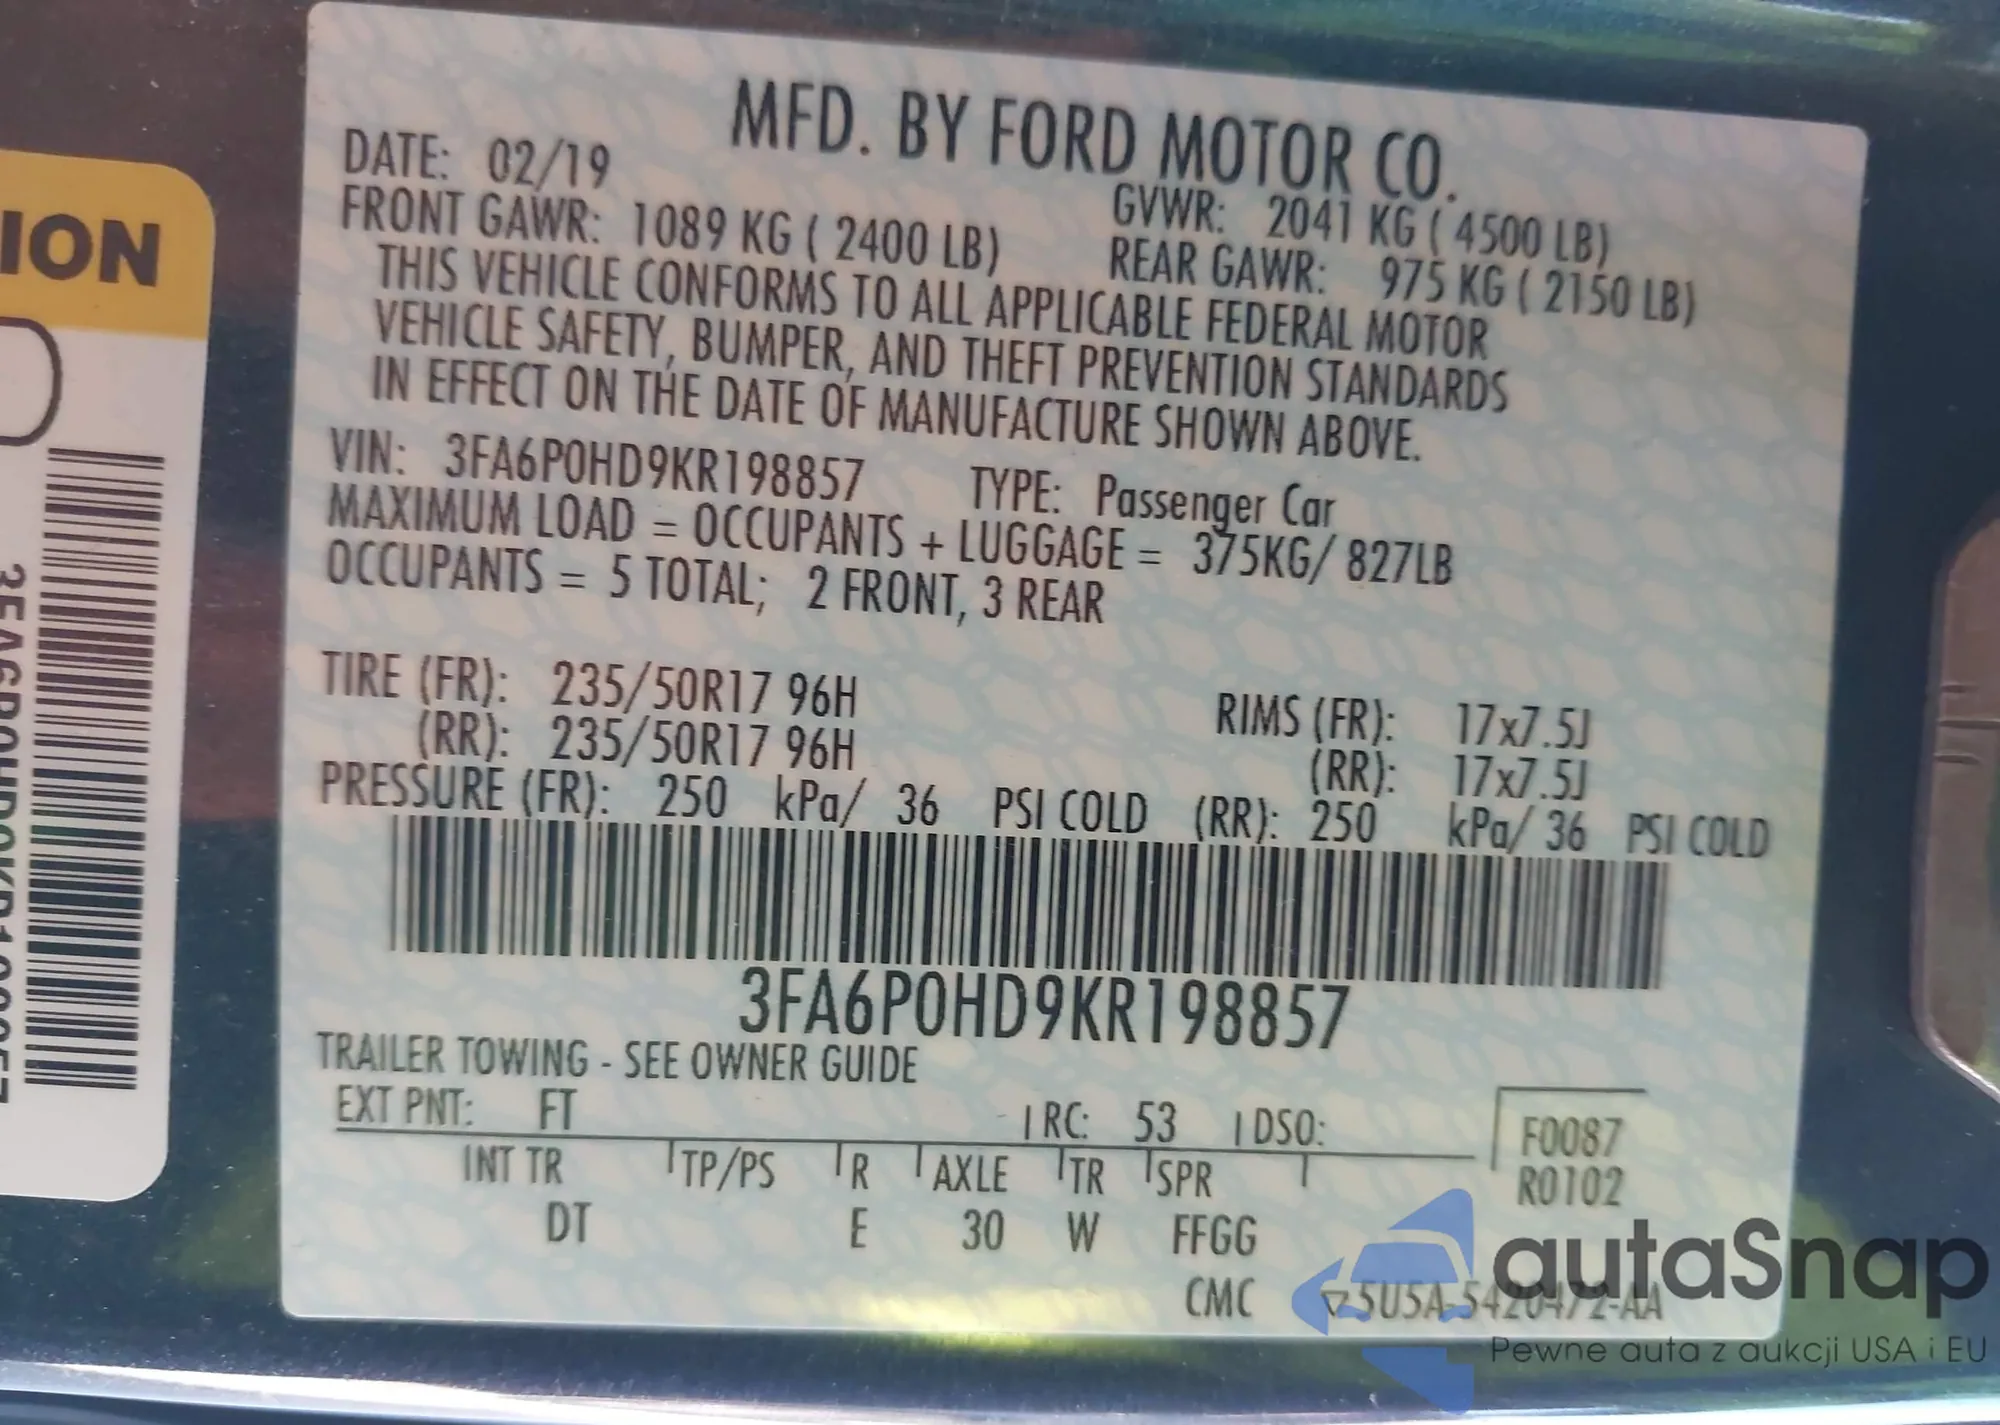 MFD. BY FORD MOTOR CO.
DATE: 02/19
GVWR: 2041 KG ( 4500 LB)
FRONT GAWR: 1089 KG ( 2400 LB)
REAR GAWR: 975 KG ( 2150 LB)
THIS VEHICLE CONFORMS TO ALL APPLICABLE FEDERAL MOTOR
VEHICLE SAFETY, BUMPER, AND THEFT PREVENTION STANDARDS
IN EFFECT ON THE DATE OF MANUFACTURE SHOWN ABOVE.
VIN: 3FA6P0HD9KR198857 TYPE: Passenger Car
MAXIMUM LOAD = OCCUPANTS + LUGGAGE = 375KG/ 827LB
OCCUPANTS = 5 TOTAL; 2 FRONT, 3 REAR
TIRE (FR): 235/50R17 96H RIMS (FR): 17x7.5J
(RR): 235/50R17 96H (RR): 17x7.5J
PRESSURE (FR): 250 kPa/ 36 PSI COLD (RR): 250 kPa/ 36 PSI COLD
3FA6P0HD9KR198857
TRAILER TOWING - SEE OWNER GUIDE
EXT PNT: FT RC: 53 DSO: F0087
R0102
INT TR TP/PS R AXLE TR SPR
DT E 30 W FFGG
CMC 5U5A-5420472-AA
ION
3FA6P0HD9KR198857
autaSnap
Pewne auta z aukcji USA i EU